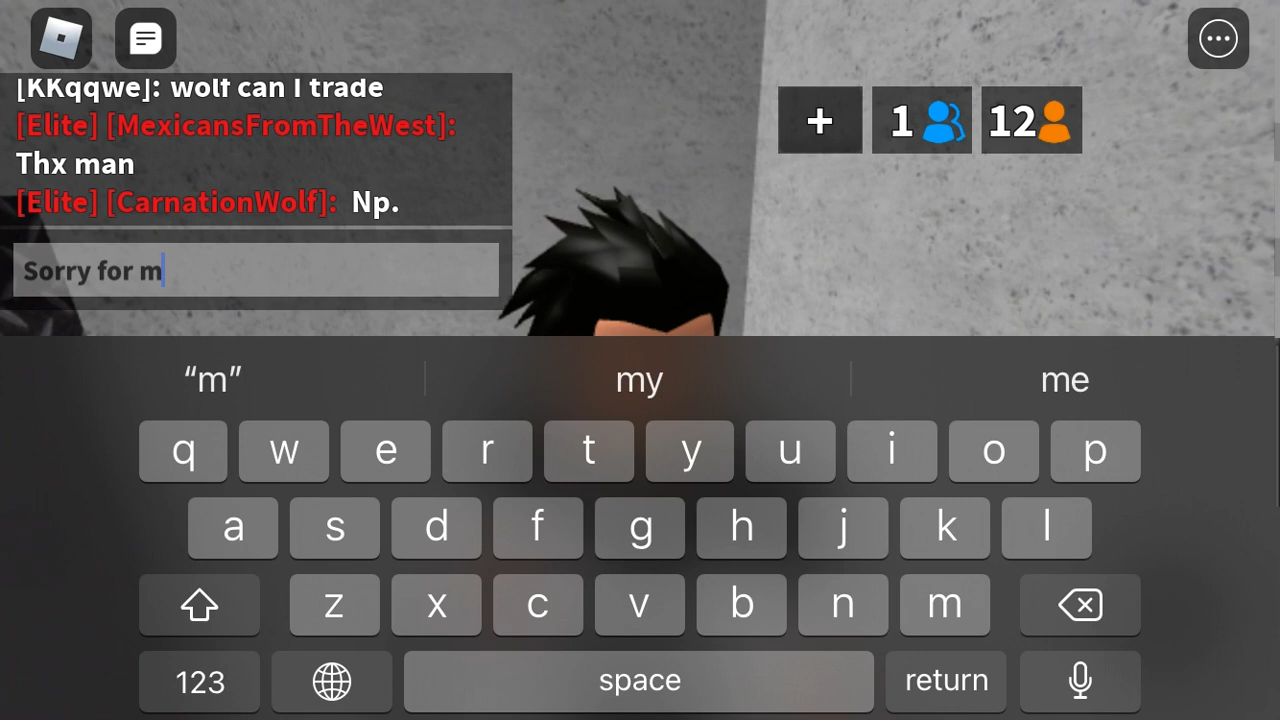 [KKqqwe]: wolf can I trade
[Elite] [MexicansFromTheWest]:
Thx man
[Elite] [CarnationWolf]: Np.
+ 1 12
Sorry for m
“m” my me
q w e r t y u i o p
a s d f g h j k l
z x c v b n m
123 space return